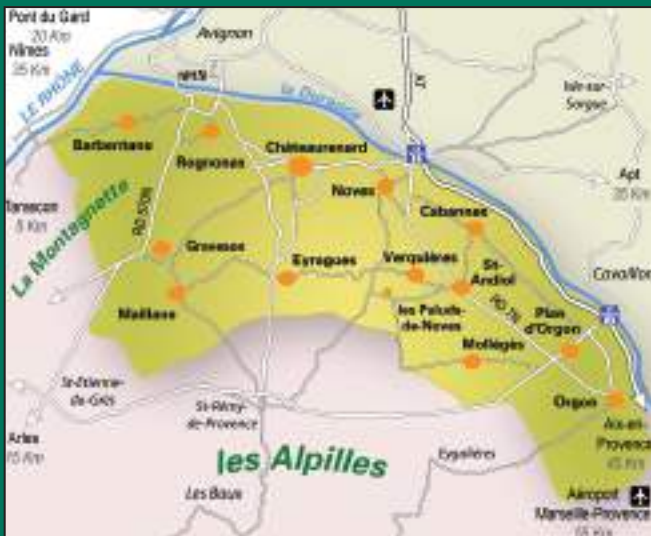 Pont du Gard
20 Km
Nîmes
35 Km
Avignon
LE RHÔNE
la Durance
A7
Isle-sur-
Sorgue
Barbentane
Rognonas
Châteaurenard
Noves
Cabannes
Apt
35 Km
Tarascon
5 Km
La Montagnette
RD 570N
Graveson
Eyragues
Verquières
St-
Andiol
Cavaillon
Maillane
les Paluds-
de-Noves
Plan
d'Orgon
Mollégès
St-Etienne-
du-Grès
St-Rémy-
de-Provence
Orgon
Aix-en-
Provence
45 Km
Arles
15 Km
les Alpilles
Eygalières
Les Baux
Aéroport
Marseille-Provence